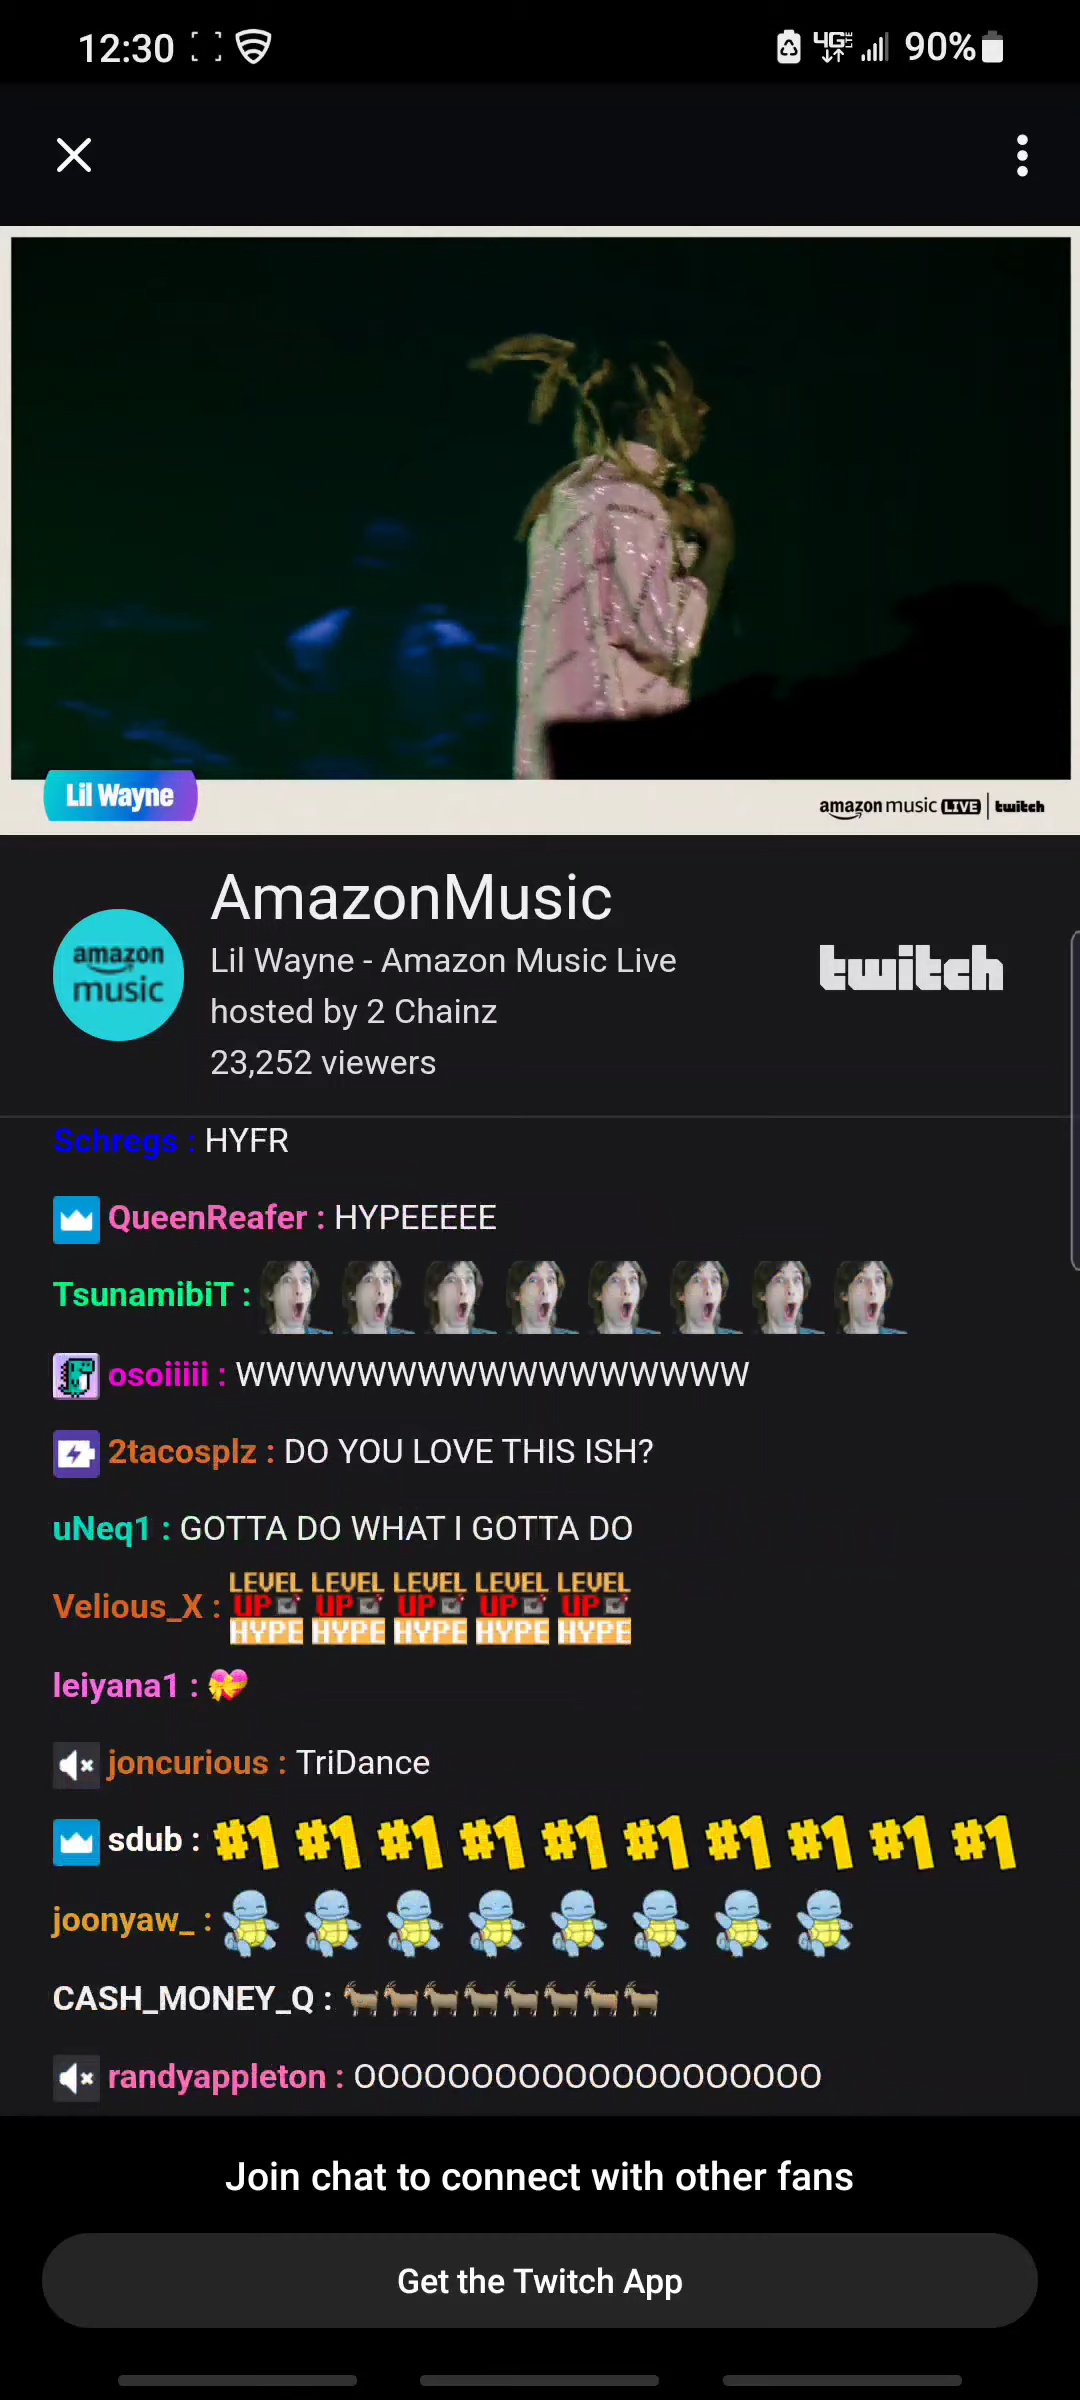 12:30
4G LTE 90%
Lil Wayne
amazon music LIVE | twitch
AmazonMusic
amazon
music
Lil Wayne - Amazon Music Live
hosted by 2 Chainz
23,252 viewers
twitch
Schregs : HYFR
QueenReafer : HYPEEEEE
TsunamibiT :
osoiiiii : WWWWWWWWWWWWWWWWW
2tacosplz : DO YOU LOVE THIS ISH?
uNeq1 : GOTTA DO WHAT I GOTTA DO
Velious_X : LEVEL UP HYPE LEVEL UP HYPE LEVEL UP HYPE LEVEL UP HYPE LEVEL UP HYPE
leiyana1 : 💝
joncurious : TriDance
sdub : #1 #1 #1 #1 #1 #1 #1 #1 #1 #1
joonyaw_ :
CASH_MONEY_Q : 🐐🐐🐐🐐🐐🐐🐐🐐
randyappleton : OOOOOOOOOOOOOOOOOOOO
Join chat to connect with other fans
Get the Twitch App